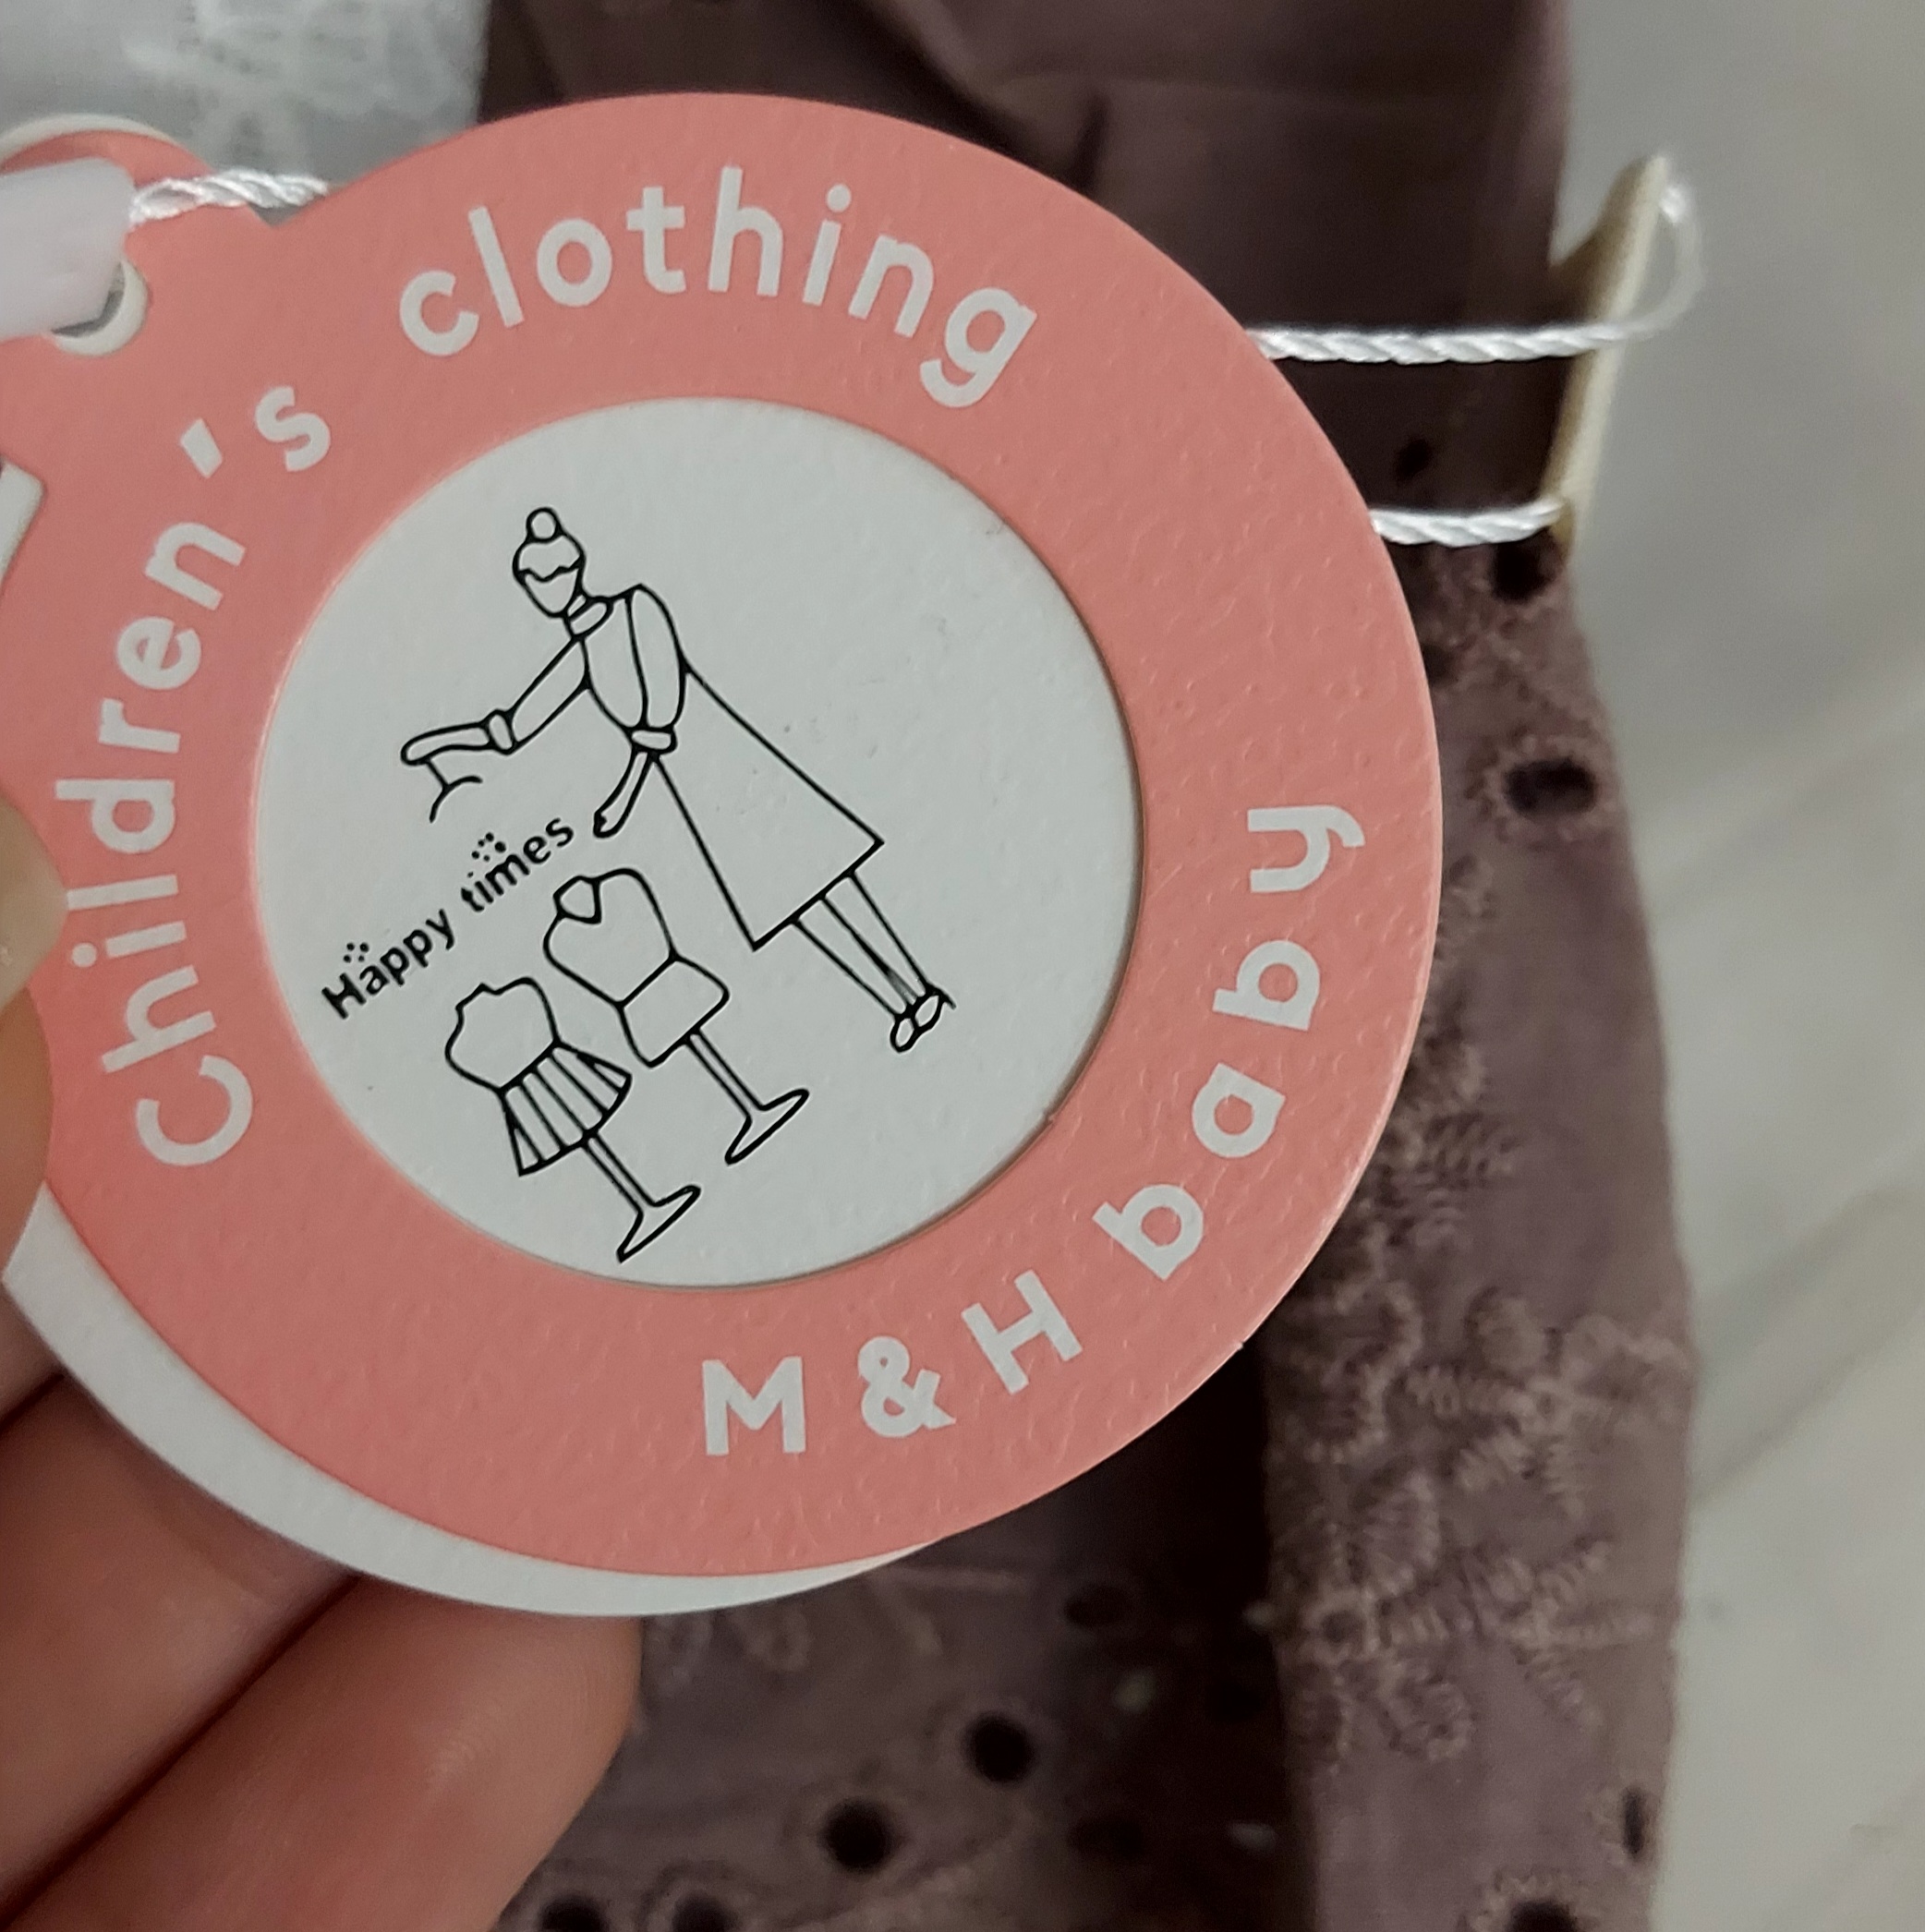 Children's clothing
Happy times
M & H baby